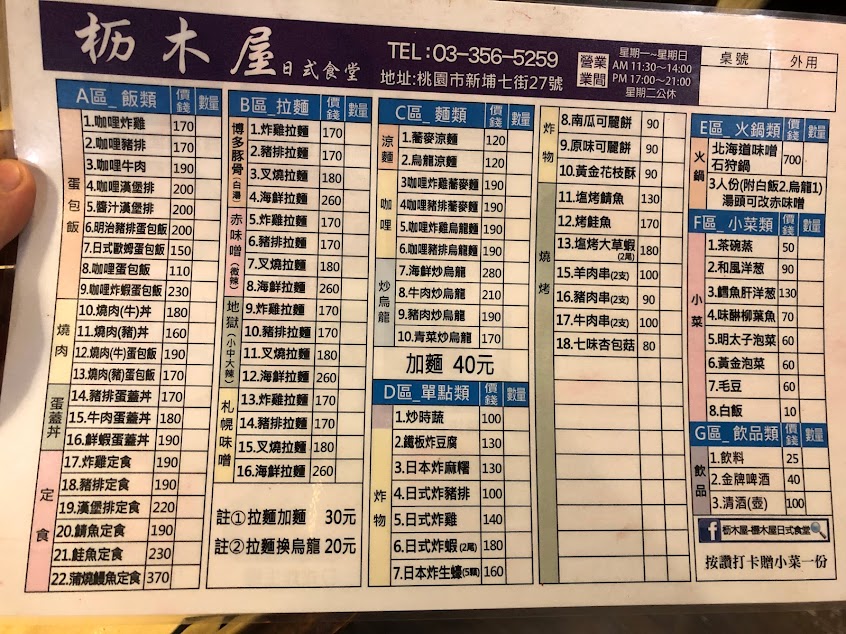 栃木屋日式食堂
TEL:03-356-5259
地址:桃園市新埔七街27號
營業間
星期一~星期日
AM 11:30~14:00
PM 17:00~21:00
星期二公休
桌號
外用
A區_飯類 價錢 數量
蛋包飯
1.咖哩炸雞 170
2.咖哩豬排 170
3.咖哩牛肉 190
4.咖哩漢堡排 200
5.醬汁漢堡排 200
6.明治豬排蛋包飯 200
7.日式歐姆蛋包飯 150
8.咖哩蛋包飯 110
9.咖哩炸蝦蛋包飯 230
燒肉
10.燒肉(牛)丼 180
11.燒肉(豬)丼 160
12.燒肉(牛)蛋包飯 190
13.燒肉(豬)蛋包飯 170
蛋蓋丼
14.豬排蛋蓋丼 170
15.牛肉蛋蓋丼 180
16.鮮蝦蛋蓋丼 190
定食
17.炸雞定食 190
18.豬排定食 190
19.漢堡排定食 220
20.鯖魚定食 190
21.鮭魚定食 230
22.蒲燒鰻魚定食 370
B區_拉麵 價錢 數量
博多豚骨(白湯)
1.炸雞拉麵 170
2.豬排拉麵 170
3.叉燒拉麵 180
4.海鮮拉麵 260
赤味噌(微辣)
5.炸雞拉麵 170
6.豬排拉麵 170
7.叉燒拉麵 180
8.海鮮拉麵 260
地獄(小中大辣)
9.炸雞拉麵 170
10.豬排拉麵 170
11.叉燒拉麵 180
12.海鮮拉麵 260
札幌味噌
13.炸雞拉麵 170
14.豬排拉麵 170
15.叉燒拉麵 180
16.海鮮拉麵 260
註①拉麵加麵 30元
註②拉麵換烏龍 20元
C區_麵類 價錢 數量
涼麵
1.蕎麥涼麵 120
2.烏龍涼麵 120
咖哩
3咖哩炸雞蕎麥麵 190
4咖哩豬排蕎麥麵 190
5.咖哩炸雞烏龍麵 190
6.咖哩豬排烏龍麵 190
炒烏龍
7.海鮮炒烏龍 280
8.牛肉炒烏龍 210
9.豬肉炒烏龍 190
10.青菜炒烏龍 170
加麵 40元
D區_單點類 價錢 數量
1.炒時蔬 100
炸物
2.鐵板炸豆腐 130
3.日本炸麻糬 130
4.日式炸豬排 100
5.日式炸雞 140
6.日式炸蝦(2尾) 180
7.日本炸生蠔(5顆) 160
炸物
8.南瓜可麗餅 90
9.原味可麗餅 90
10.黃金花枝酥 90
燒烤
11.塩烤鯖魚 130
12.烤鮭魚 170
13.塩烤大草蝦(2尾) 180
15.羊肉串(2支) 100
16.豬肉串(2支) 90
17.牛肉串(2支) 100
18.七味杏包菇 80
E區_火鍋類 價錢 數量
火鍋
北海道味噌
石狩鍋 700
3人份(附白飯2.烏龍1)
湯頭可改赤味噌
F區_小菜類 價錢 數量
小菜
1.茶碗蒸 50
2.和風洋蔥 90
3.鱈魚肝洋蔥 130
4.味醂柳葉魚 70
5.明太子泡菜 60
6.黃金泡菜 60
7.毛豆 60
8.白飯 10
G區_飲品類 價錢 數量
飲品
1.飲料 25
2.金牌啤酒 40
3.清酒(壺) 100
f 栃木屋-櫔木屋日式食堂
按讚打卡贈小菜一份